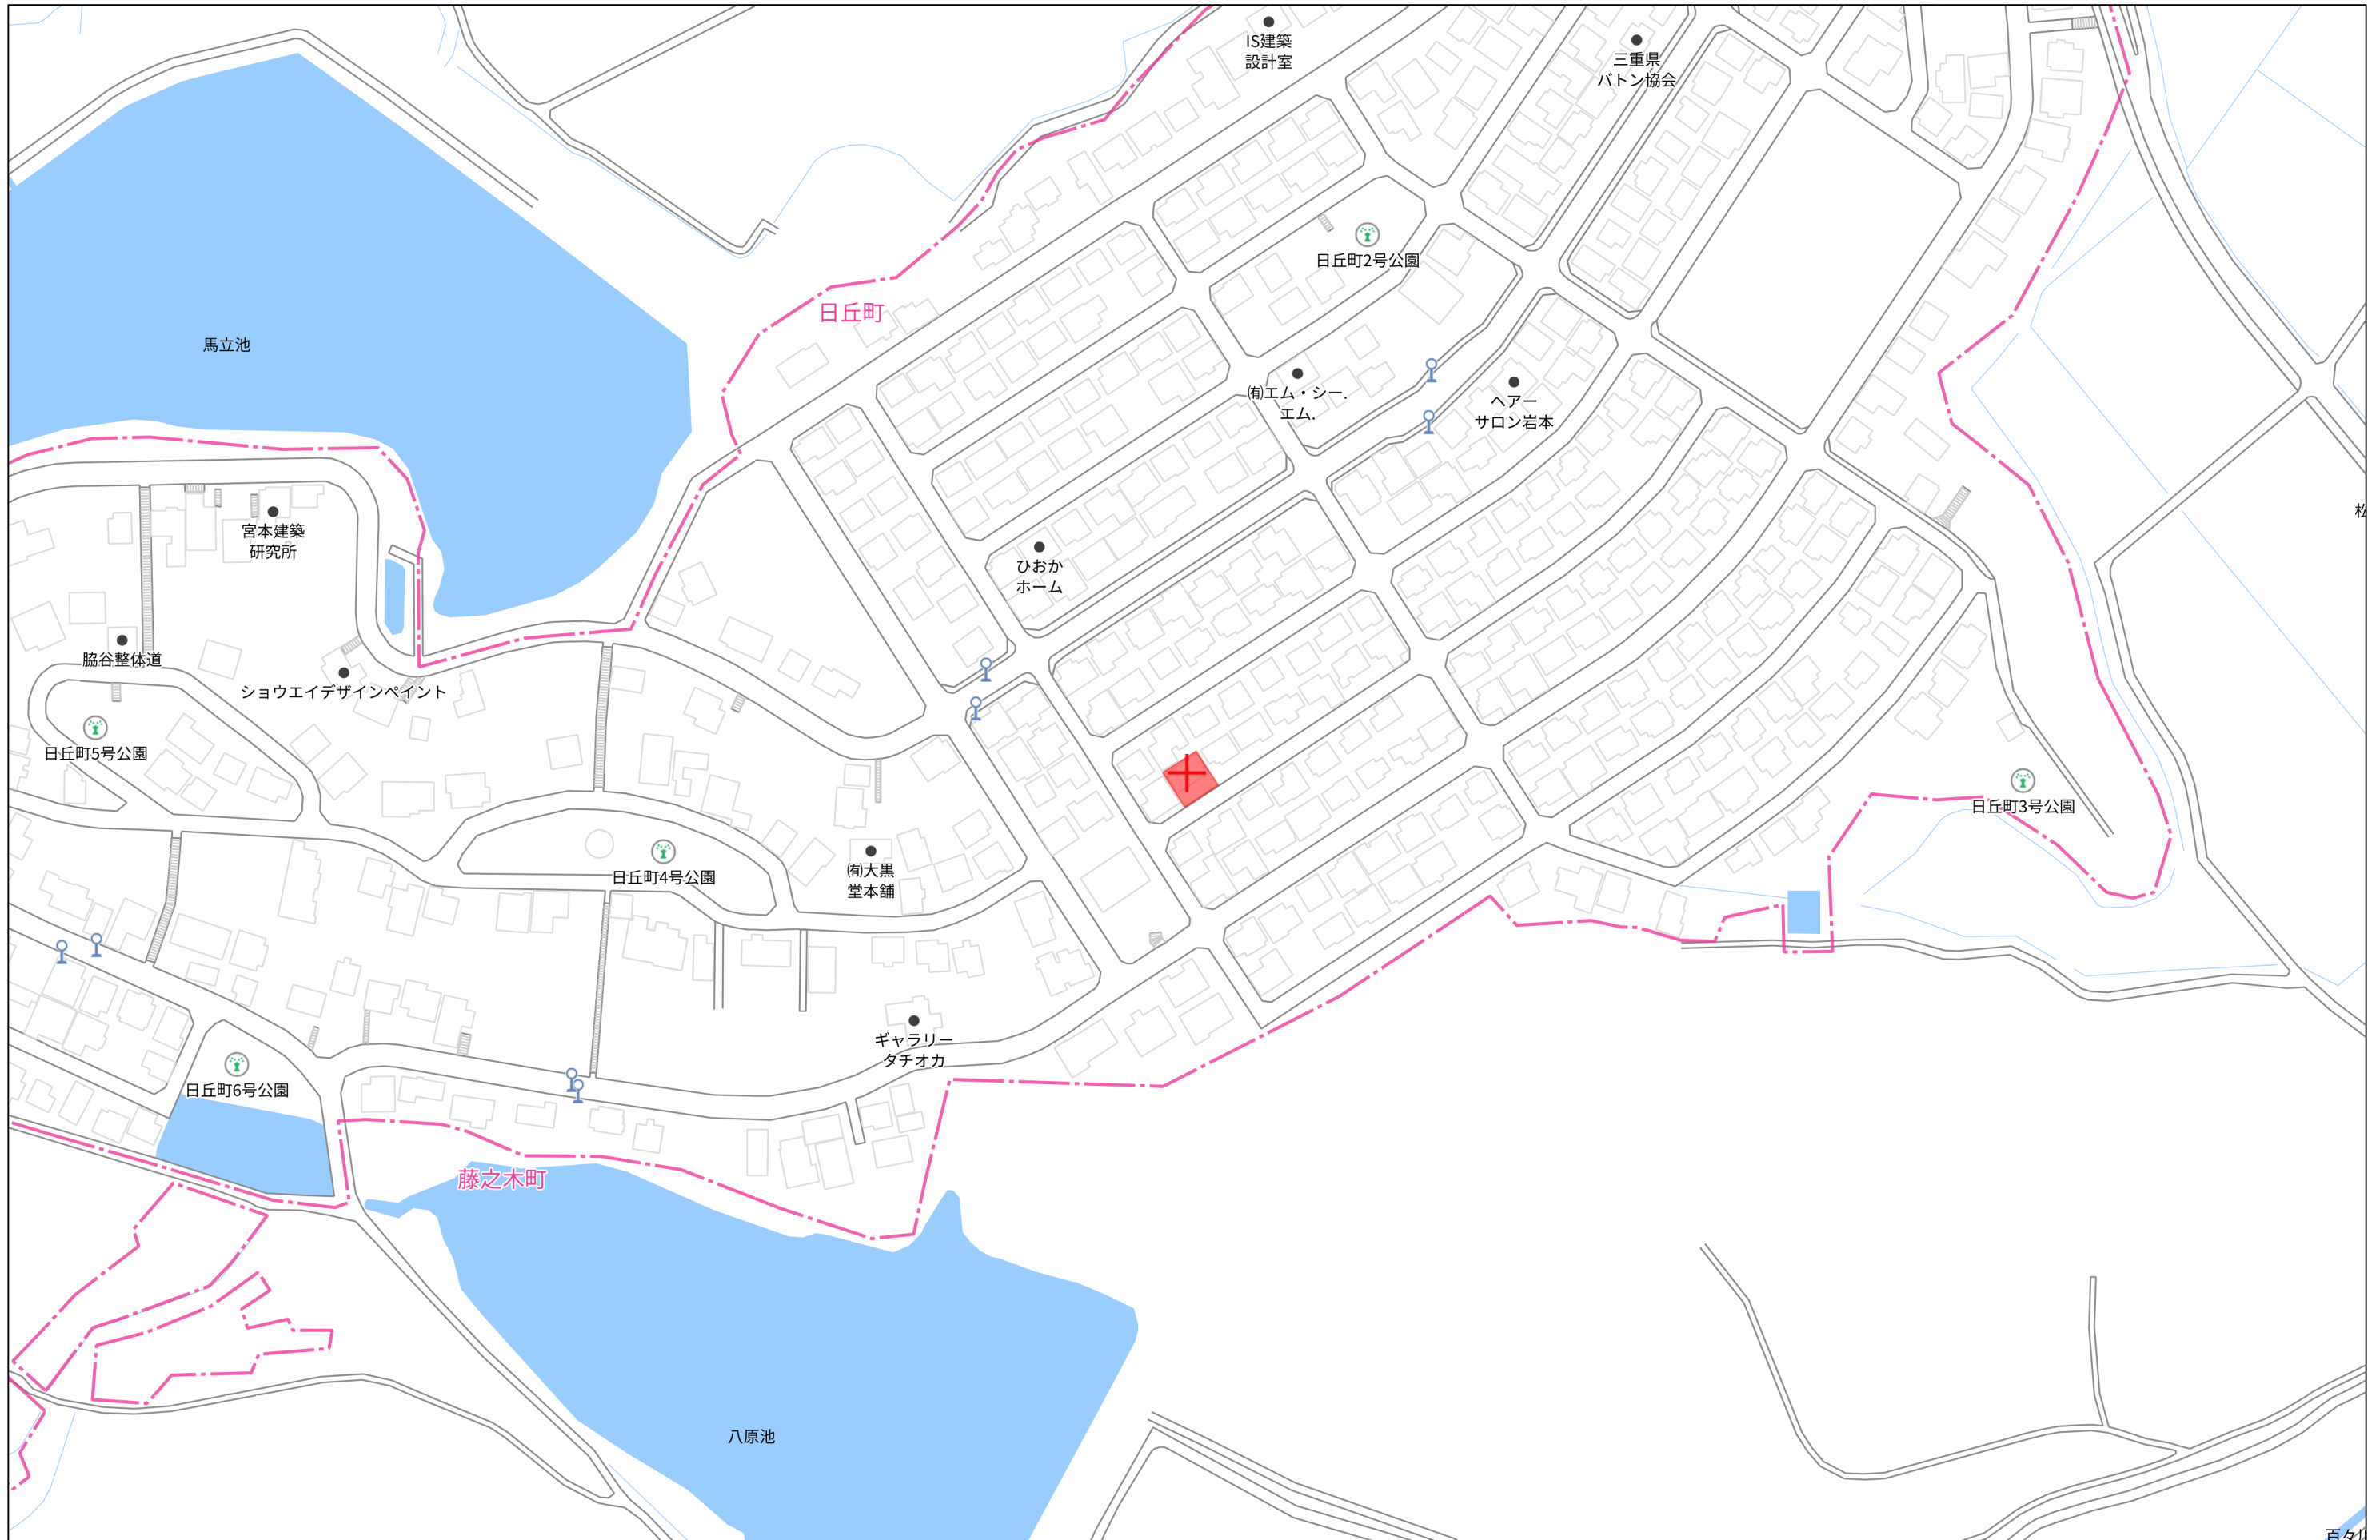 IS建築
設計室
三重県
バトン協会
日丘町2号公園
日丘町
馬立池
㈲エム・シー.
エム.
ヘアー
サロン岩本
宮本建築
研究所
ひおか
ホーム
松
脇谷整体道
ショウエイデザインペイント
日丘町5号公園
日丘町3号公園
日丘町4号公園
㈲大黒
堂本舗
ギャラリー
タチオカ
日丘町6号公園
藤之木町
八原池